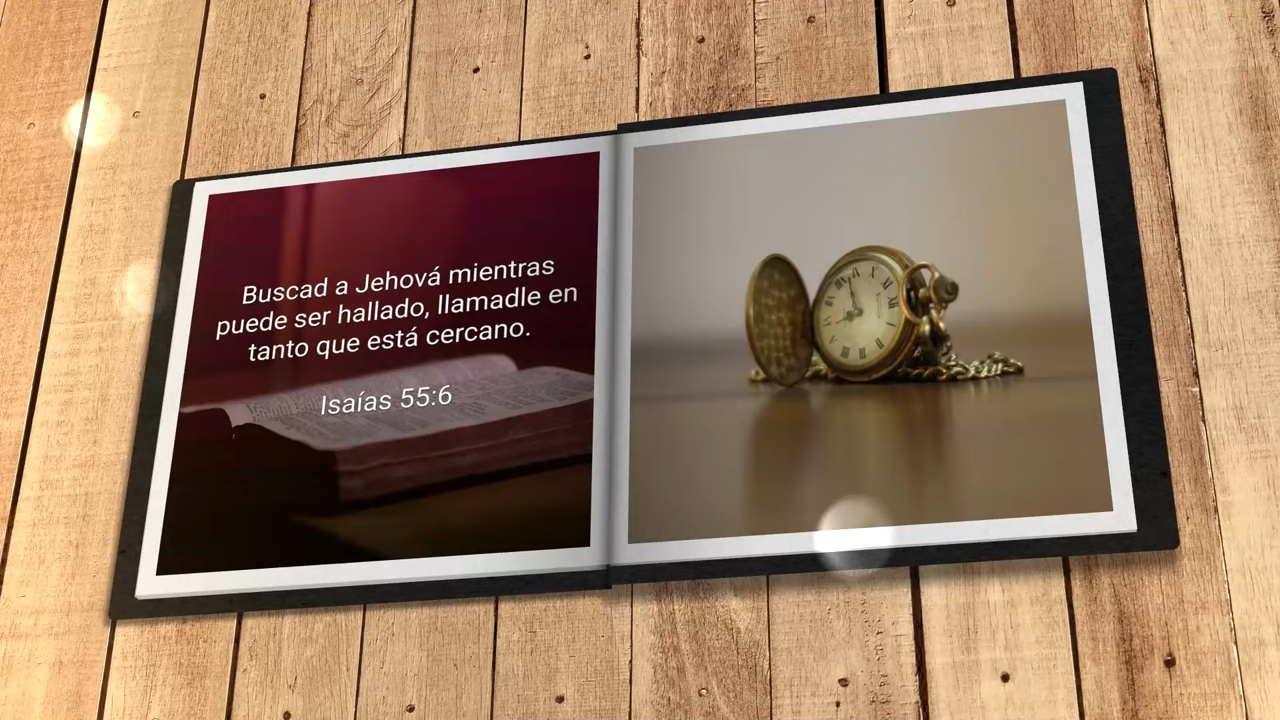 Buscad a Jehová mientras
puede ser hallado, llamadle en
tanto que está cercano.
Isaías 55:6